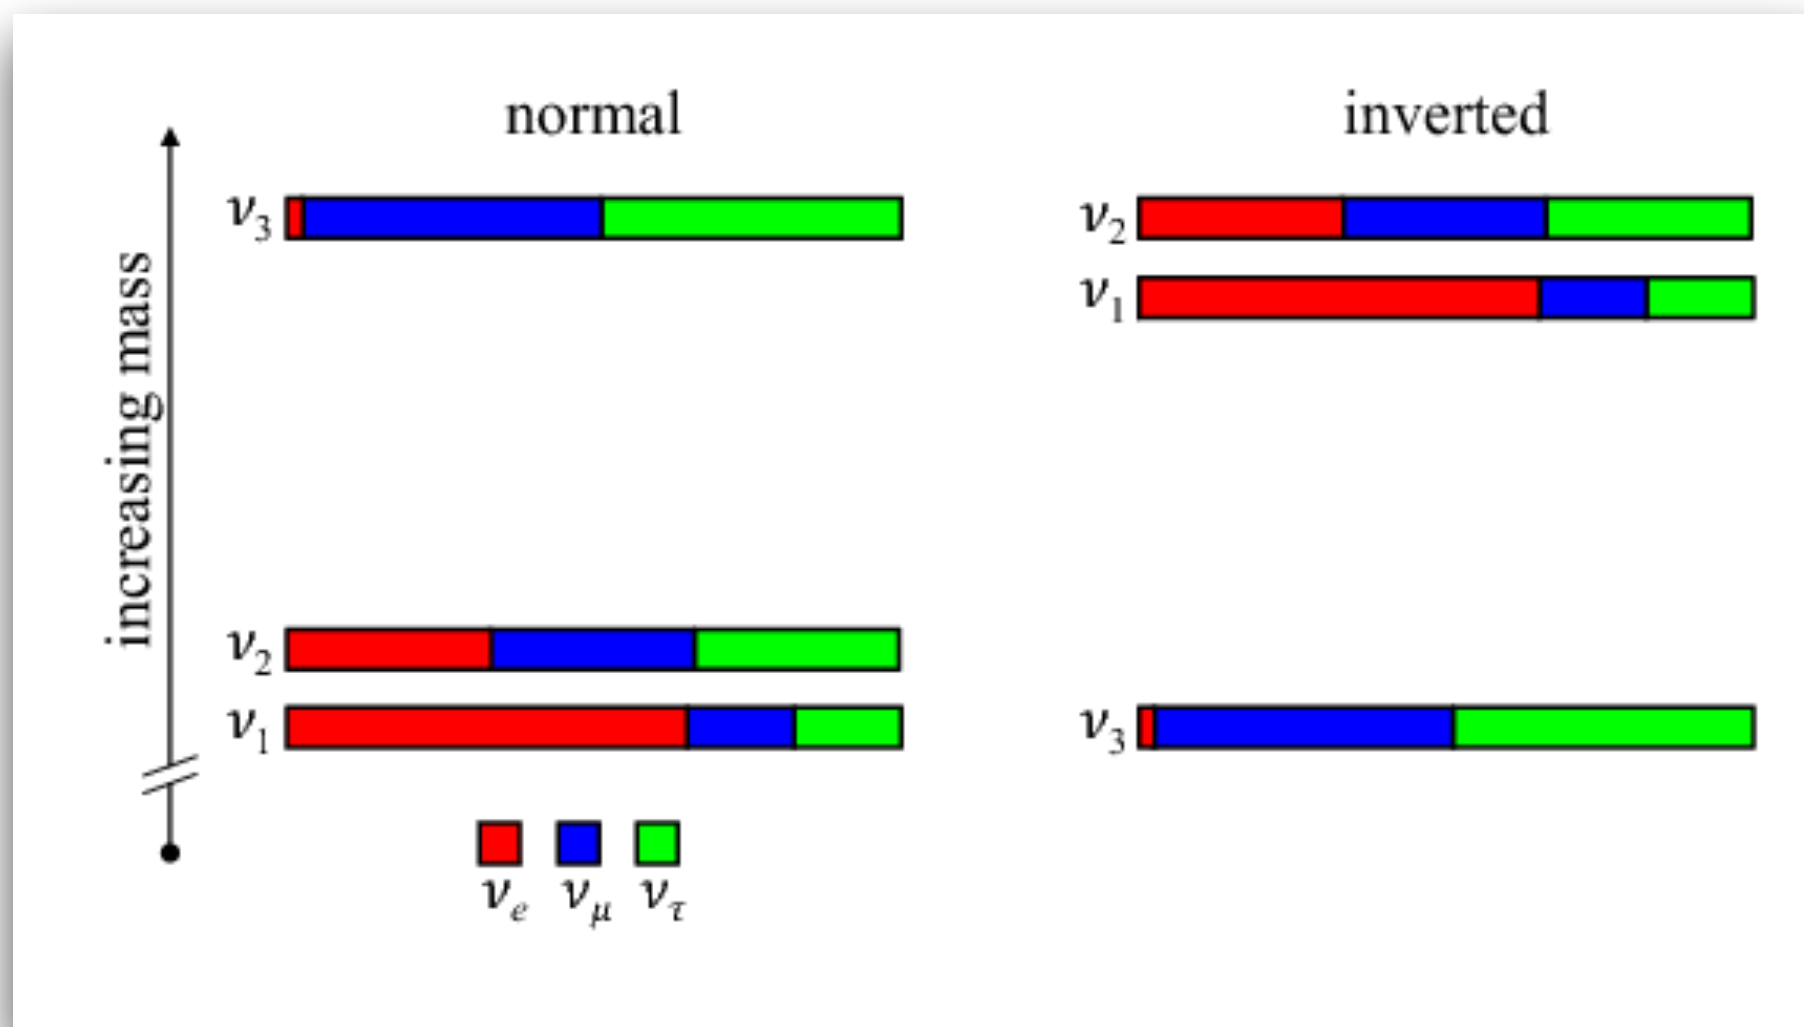 normal
inverted
increasing mass
ν3
ν2
ν1
ν2
ν1
ν3
νe νμ ντ